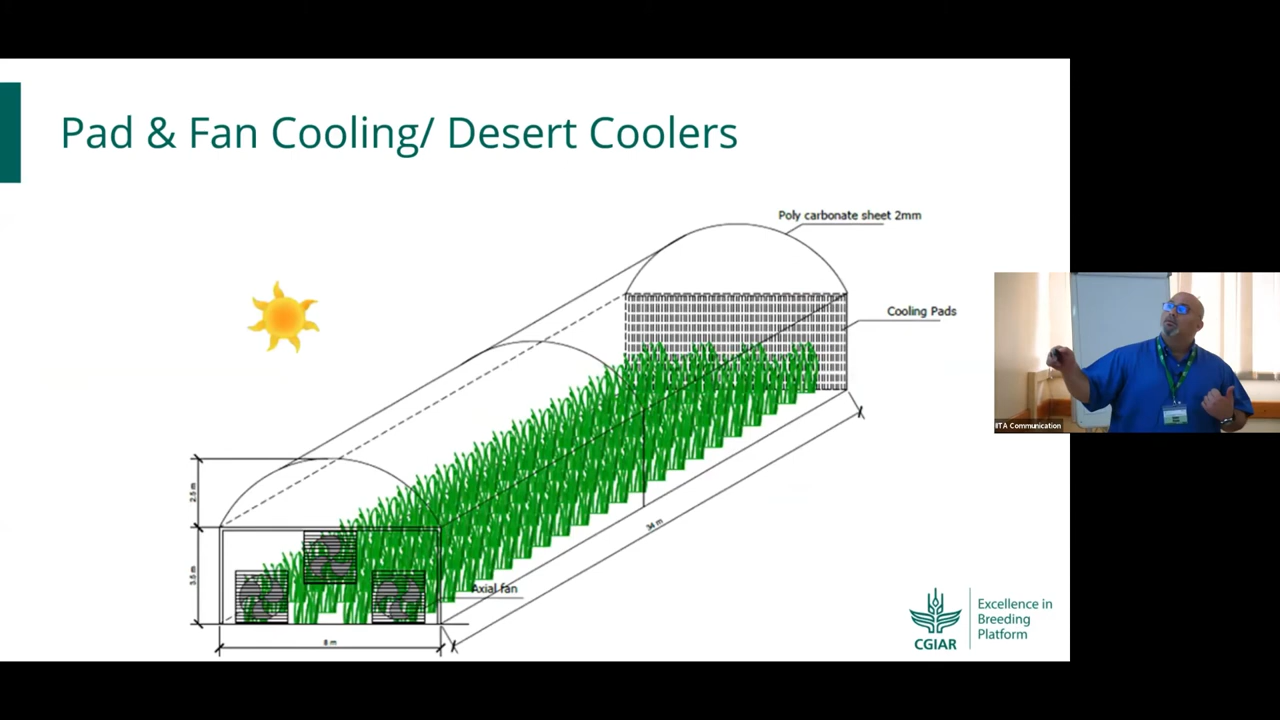 Pad & Fan Cooling/ Desert Coolers
Poly carbonate sheet 2mm
Cooling Pads
IITA Communication
2.5 m
3.5 m
34 m
Axial fan
8 m
CGIAR
Excellence in
Breeding
Platform